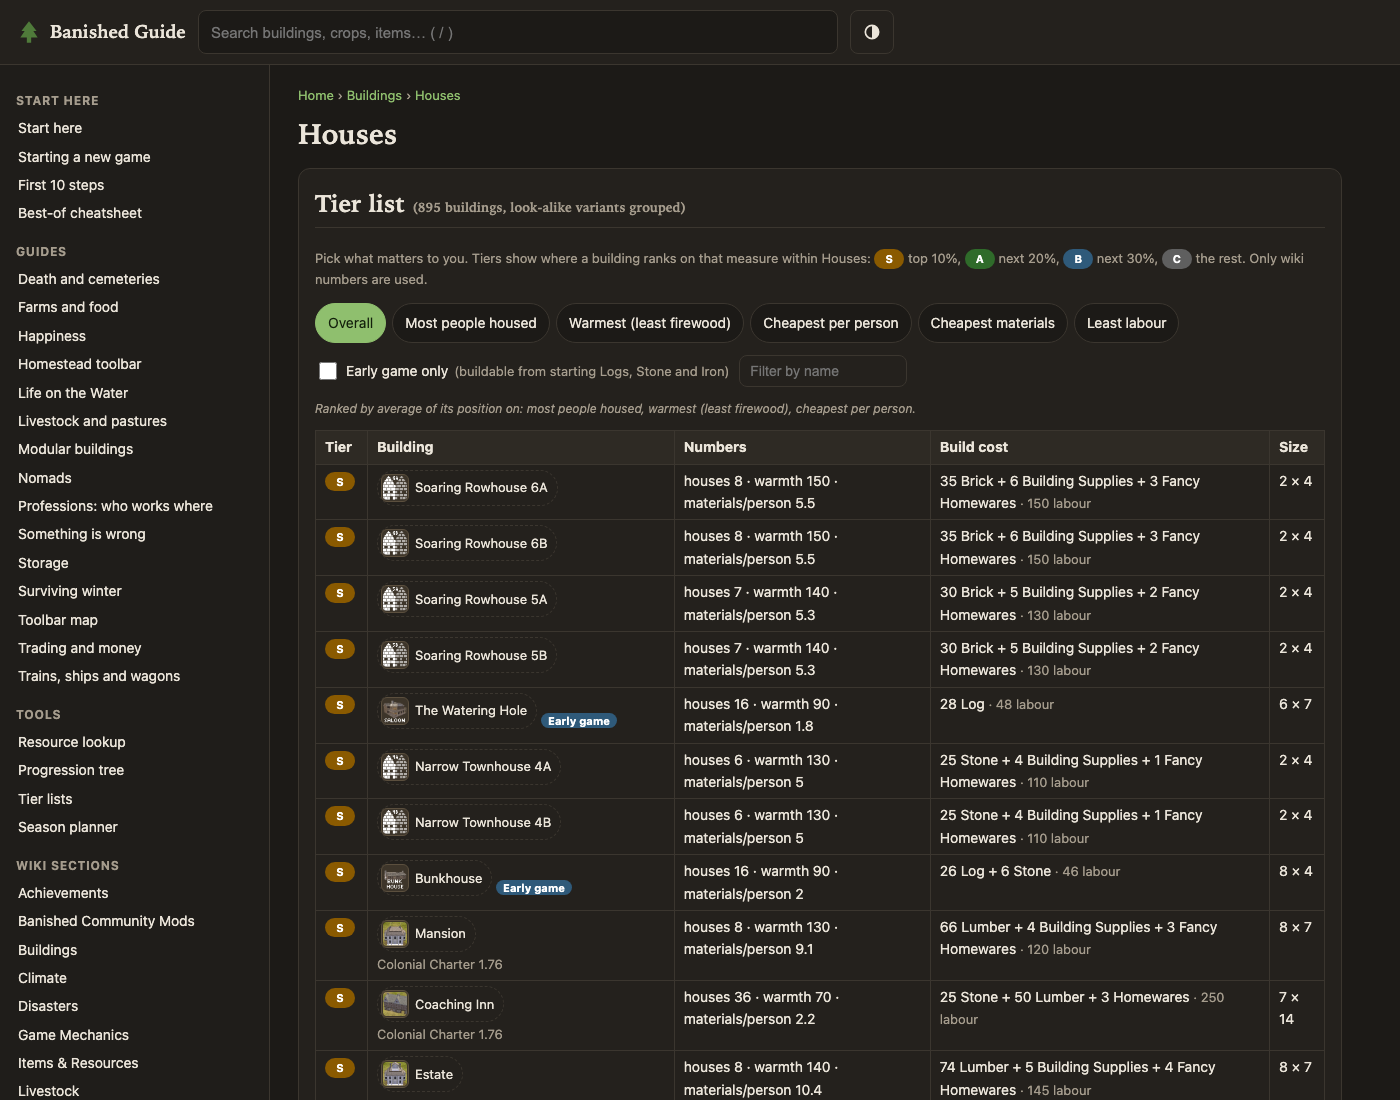 Banished Guide
Search buildings, crops, items… ( / )
START HERE
Start here
Starting a new game
First 10 steps
Best-of cheatsheet
GUIDES
Death and cemeteries
Farms and food
Happiness
Homestead toolbar
Life on the Water
Livestock and pastures
Modular buildings
Nomads
Professions: who works where
Something is wrong
Storage
Surviving winter
Toolbar map
Trading and money
Trains, ships and wagons
TOOLS
Resource lookup
Progression tree
Tier lists
Season planner
WIKI SECTIONS
Achievements
Banished Community Mods
Buildings
Climate
Disasters
Game Mechanics
Items & Resources
Livestock
Home › Buildings › Houses
Houses
Tier list (895 buildings, look-alike variants grouped)
Pick what matters to you. Tiers show where a building ranks on that measure within Houses: S top 10%, A next 20%, B next 30%, C the rest. Only wiki
numbers are used.
Overall Most people housed Warmest (least firewood) Cheapest per person Cheapest materials Least labour
Early game only (buildable from starting Logs, Stone and Iron) Filter by name
Ranked by average of its position on: most people housed, warmest (least firewood), cheapest per person.
Tier Building Numbers Build cost Size
S Soaring Rowhouse 6A houses 8 · warmth 150 · 35 Brick + 6 Building Supplies + 3 Fancy 2 × 4
materials/person 5.5 Homewares · 150 labour
S Soaring Rowhouse 6B houses 8 · warmth 150 · 35 Brick + 6 Building Supplies + 3 Fancy 2 × 4
materials/person 5.5 Homewares · 150 labour
S Soaring Rowhouse 5A houses 7 · warmth 140 · 30 Brick + 5 Building Supplies + 2 Fancy 2 × 4
materials/person 5.3 Homewares · 130 labour
S Soaring Rowhouse 5B houses 7 · warmth 140 · 30 Brick + 5 Building Supplies + 2 Fancy 2 × 4
materials/person 5.3 Homewares · 130 labour
S SALOON The Watering Hole Early game houses 16 · warmth 90 · 28 Log · 48 labour 6 × 7
materials/person 1.8
S Narrow Townhouse 4A houses 6 · warmth 130 · 25 Stone + 4 Building Supplies + 1 Fancy 2 × 4
materials/person 5 Homewares · 110 labour
S Narrow Townhouse 4B houses 6 · warmth 130 · 25 Stone + 4 Building Supplies + 1 Fancy 2 × 4
materials/person 5 Homewares · 110 labour
S BUNK HOUSE Bunkhouse Early game houses 16 · warmth 90 · 26 Log + 6 Stone · 46 labour 8 × 4
materials/person 2
S Mansion houses 8 · warmth 130 · 66 Lumber + 4 Building Supplies + 3 Fancy 8 × 7
materials/person 9.1 Homewares · 120 labour
Colonial Charter 1.76
S Coaching Inn houses 36 · warmth 70 · 25 Stone + 50 Lumber + 3 Homewares · 250 7 ×
materials/person 2.2 labour 14
Colonial Charter 1.76
S Estate houses 8 · warmth 140 · 74 Lumber + 5 Building Supplies + 4 Fancy 8 × 7
materials/person 10.4 Homewares · 145 labour